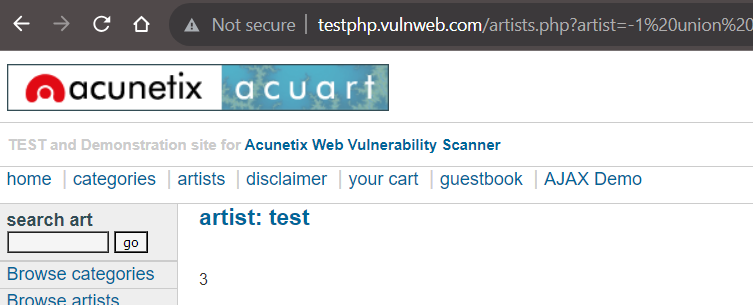 Not secure | testphp.vulnweb.com/artists.php?artist=-1%20union%20
acunetix acuart
TEST and Demonstration site for Acunetix Web Vulnerability Scanner
home | categories | artists | disclaimer | your cart | guestbook | AJAX Demo
search art
go
Browse categories
Browse artists
artist: test
3